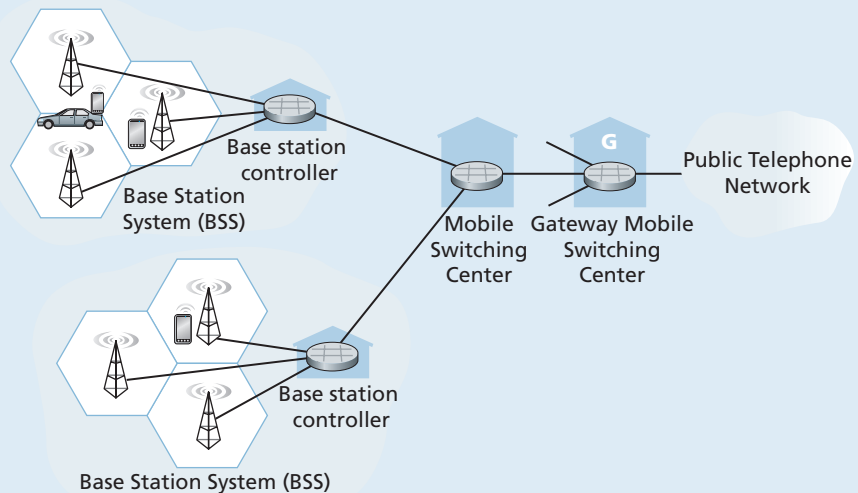 Base station
controller
Base Station
System (BSS)
G
Public Telephone
Network
Mobile
Switching
Center
Gateway Mobile
Switching
Center
Base station
controller
Base Station System (BSS)